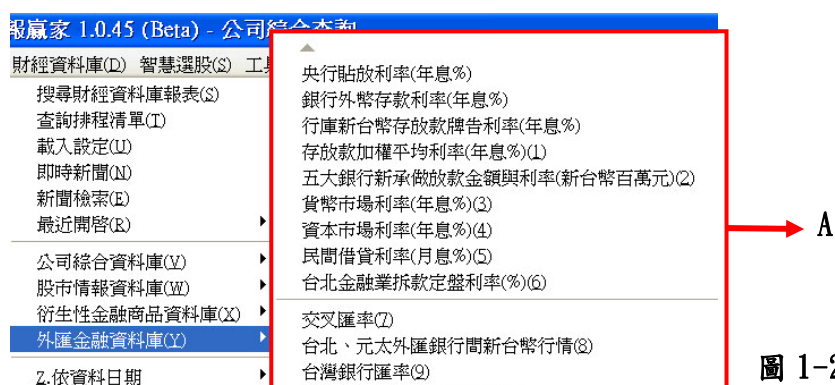 報贏家 1.0.45 (Beta) - 公司綜合查詢
財經資料庫(D) 智慧選股(S) 工具
搜尋財經資料庫報表(S)
查詢排程清單(T)
載入設定(U)
即時新聞(N)
新聞檢索(E)
最近開啓(R)
公司綜合資料庫(V)
股市情報資料庫(W)
衍生性金融商品資料庫(X)
外匯金融資料庫(Y)
Z.依資料日期
央行貼放利率(年息%)
銀行外幣存款利率(年息%)
行庫新台幣存放款牌告利率(年息%)
存放款加權平均利率(年息%)(1)
五大銀行新承做放款金額與利率(新台幣百萬元)(2)
貨幣市場利率(年息%)(3)
資本市場利率(年息%)(4)
民間借貸利率(月息%)(5)
台北金融業拆款定盤利率(%)(6)
交叉匯率(7)
台北、元太外匯銀行間新台幣行情(8)
台灣銀行匯率(9)
A
圖 1-2